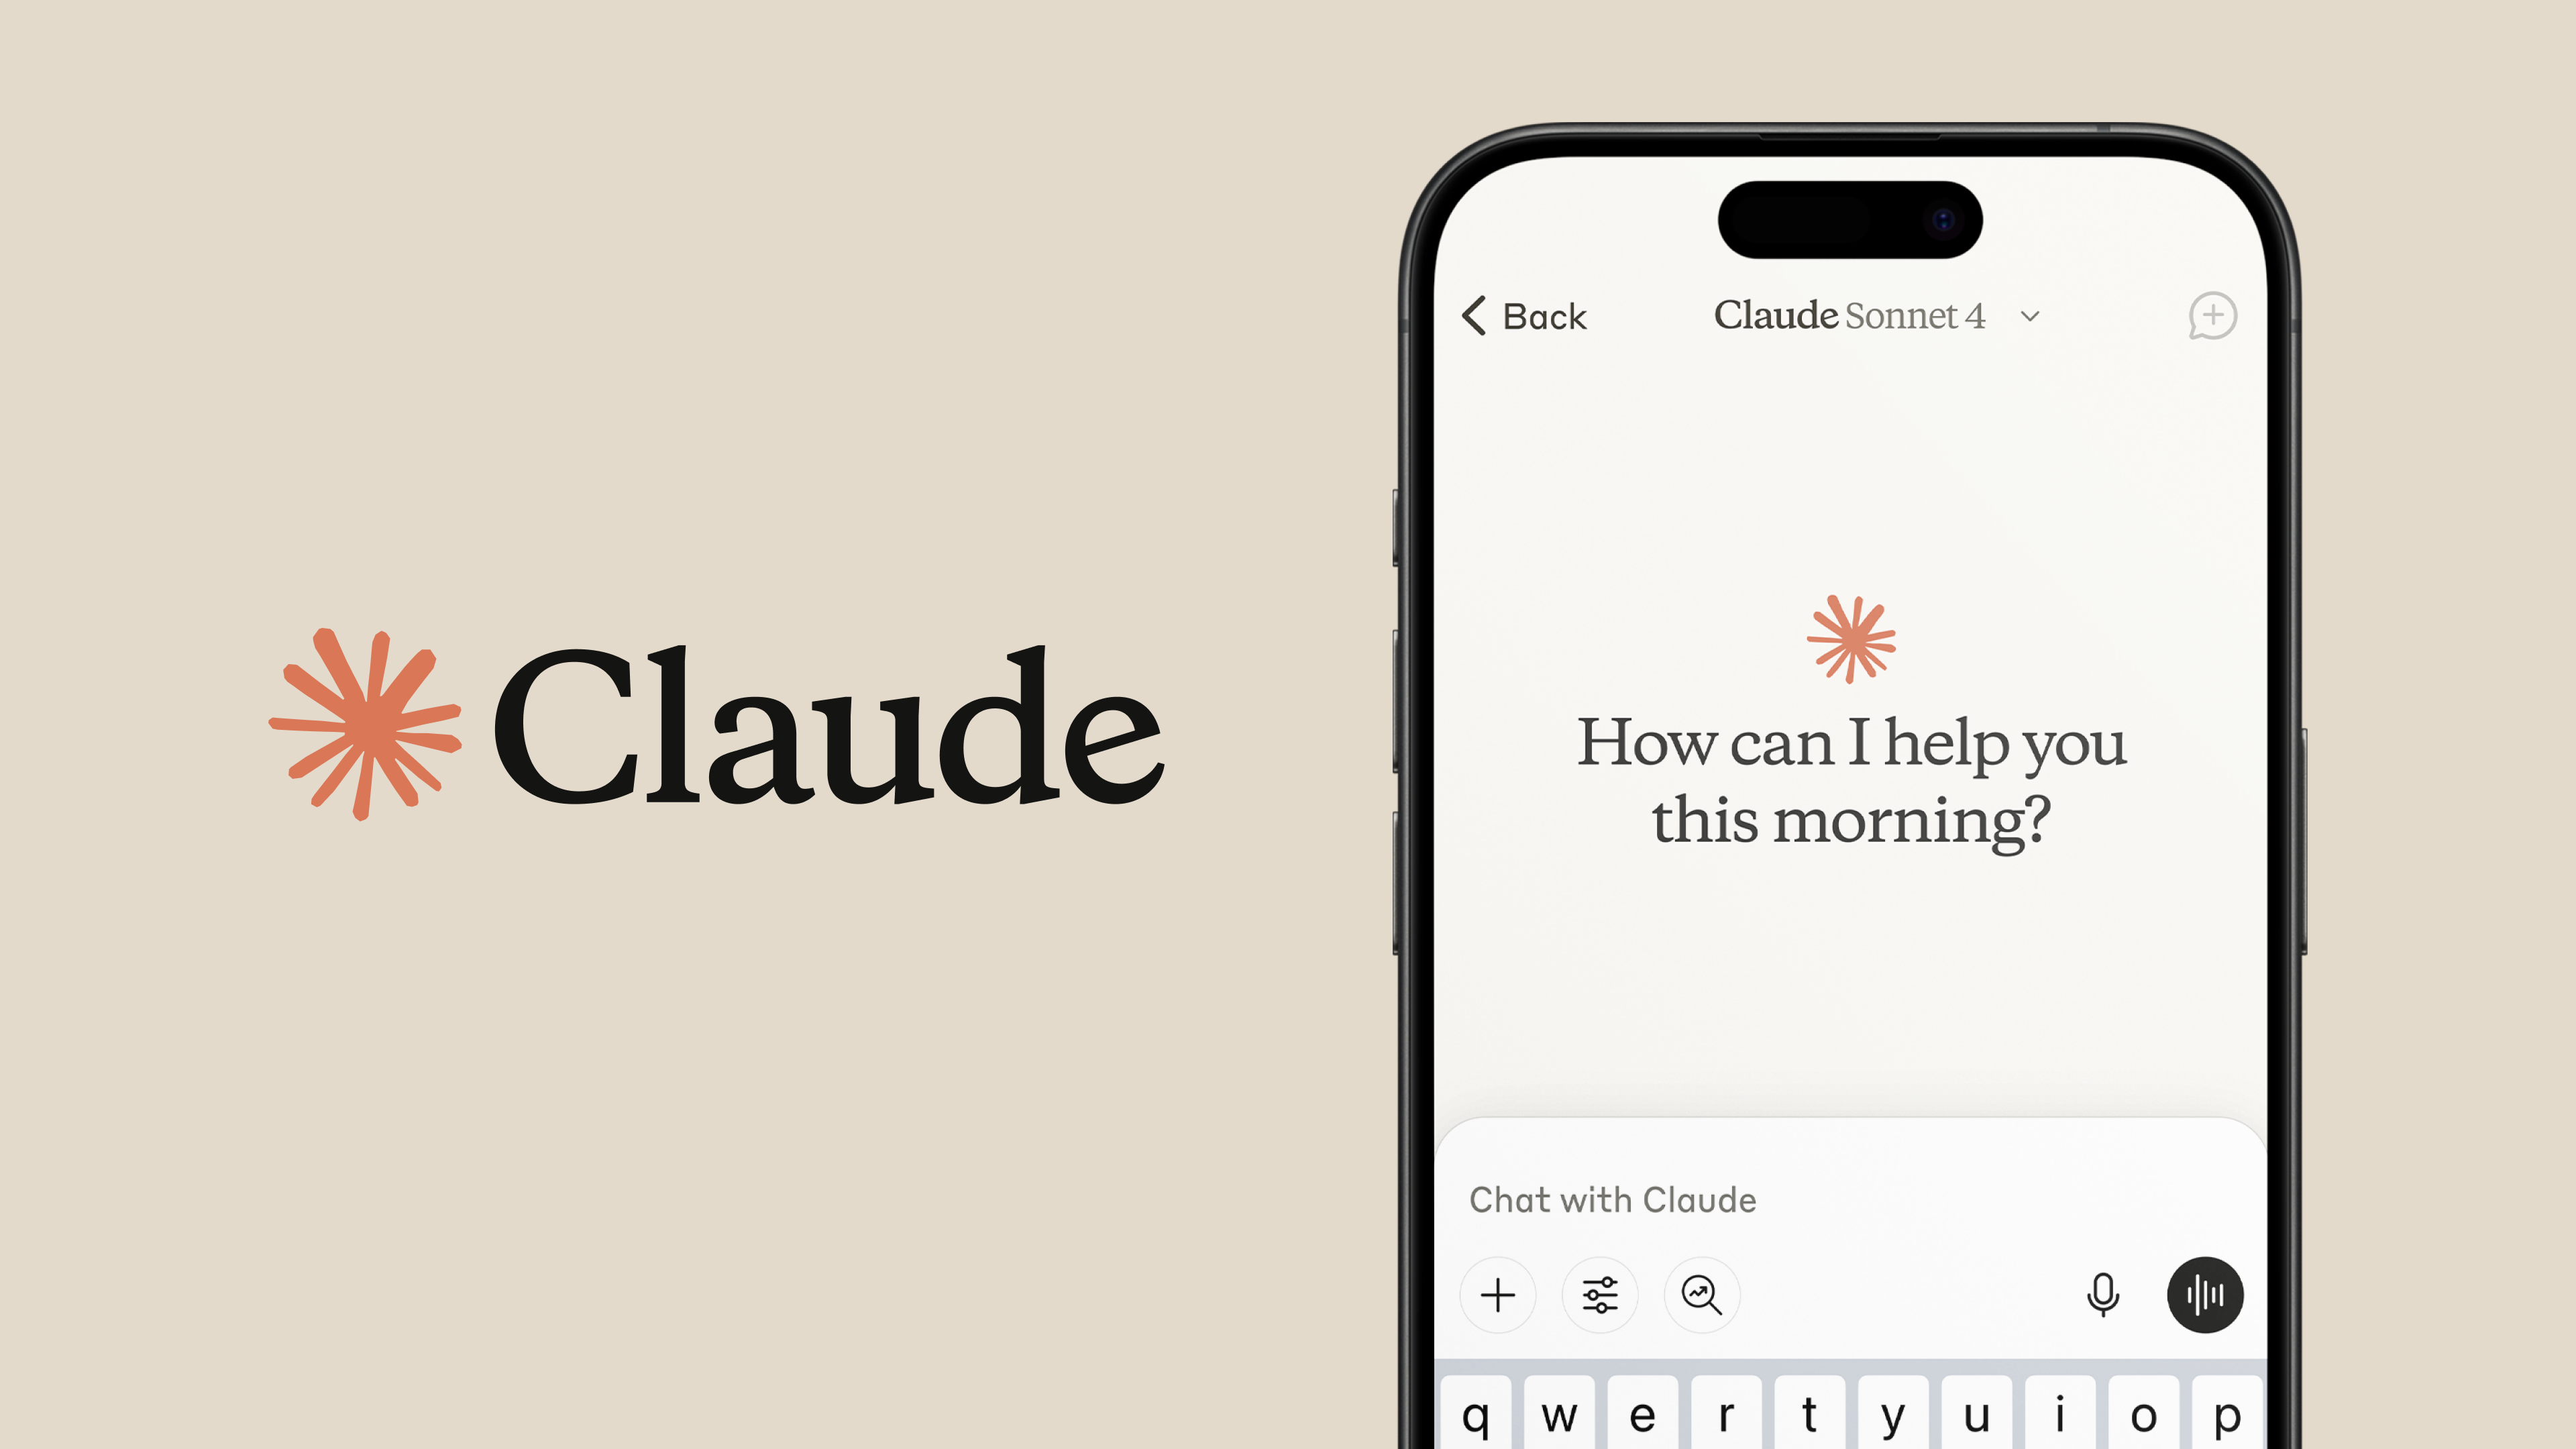 Claude
Back
Claude Sonnet 4
How can I help you
this morning?
Chat with Claude
q w e r t y u i o p